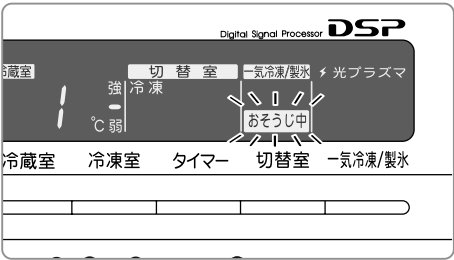 Digital Signal Processor DSP
冷蔵室 切替室 一気冷凍/製氷 光プラズマ
強 冷凍
1
℃ 弱 おそうじ中
冷蔵室 冷凍室 タイマー 切替室 一気冷凍/製氷